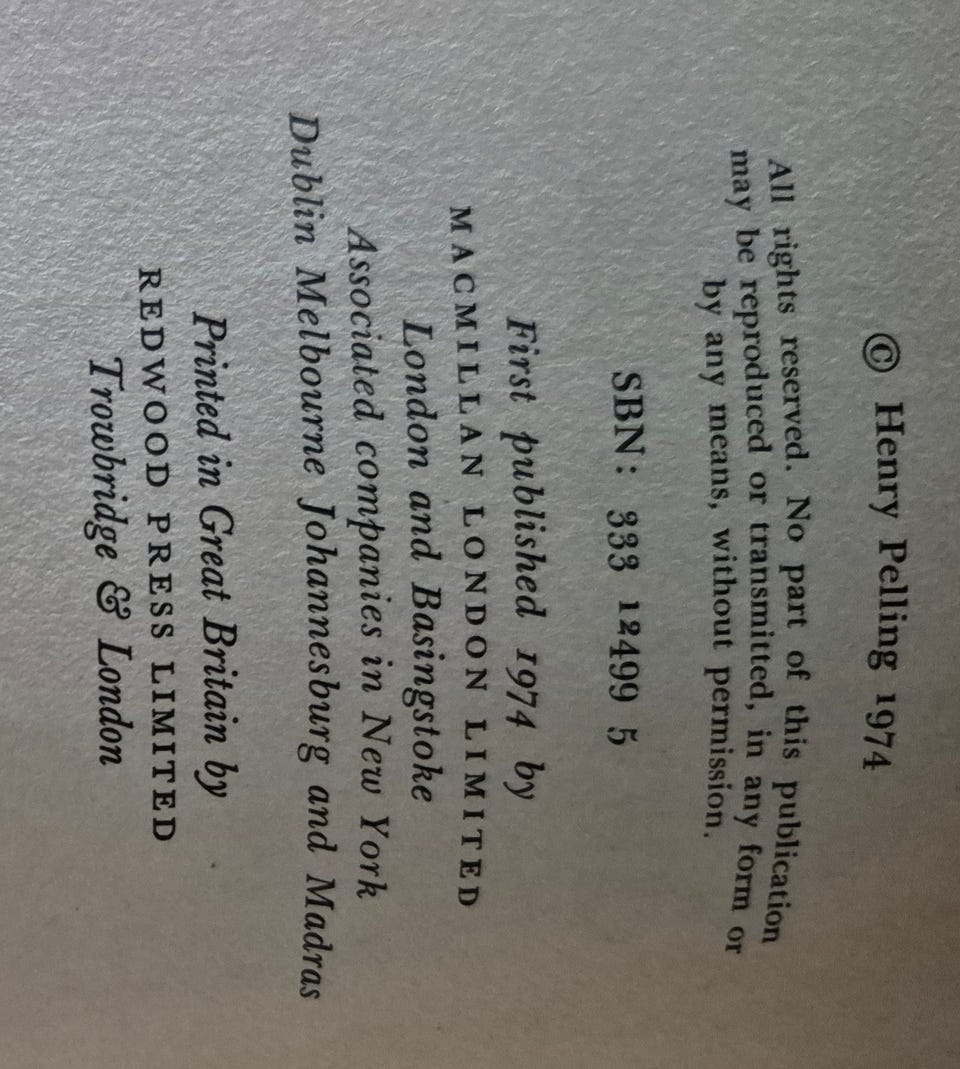 © Henry Pelling 1974
All rights reserved. No part of this publication
may be reproduced or transmitted, in any form or
by any means, without permission.
SBN: 333 12499 5
First published 1974 by
MACMILLAN LONDON LIMITED
London and Basingstoke
Associated companies in New York
Dublin Melbourne Johannesburg and Madras
Printed in Great Britain by
REDWOOD PRESS LIMITED
Trowbridge & London